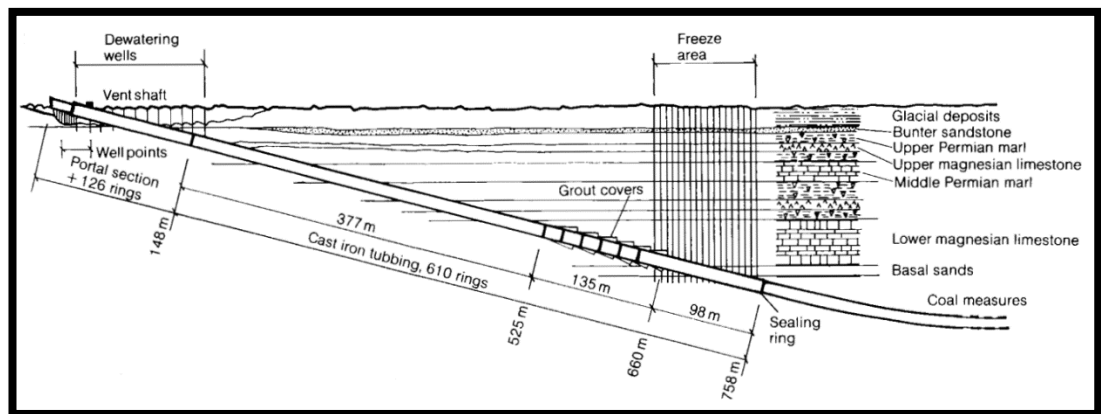 Dewatering
wells
Freeze
area
Vent shaft
Glacial deposits
Bunter sandstone
Upper Permian marl
Upper magnesian limestone
Middle Permian marl
Well points
Portal section
+ 126 rings
Grout covers
377 m
Cast iron tubbing, 610 rings
148 m
Lower magnesian limestone
Basal sands
135 m
98 m
Coal measures
Sealing
ring
525 m
660 m
758 m